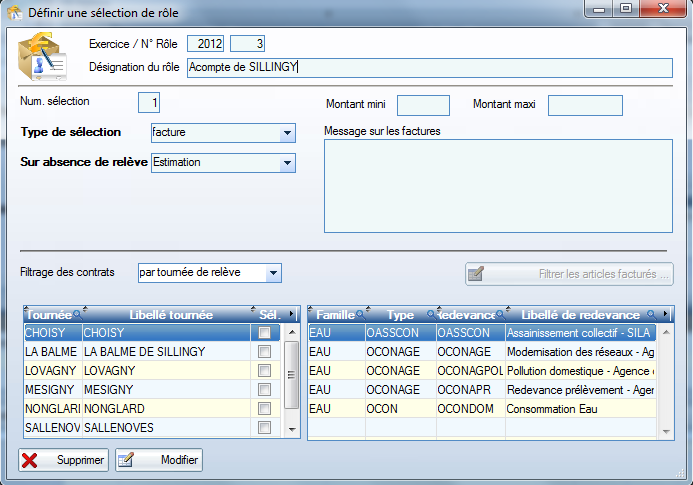 Définir une sélection de rôle
Exercice / N° Rôle 2012 3
Désignation du rôle Acompte de SILLINGY
Num. sélection 1 Montant mini Montant maxi
Type de sélection facture Message sur les factures
Sur absence de relève Estimation
Filtrage des contrats par tournée de relève Filtrer les articles facturés ...
Tournée Libellé tournée Sél. Famille Type Redevance Libellé de redevance
CHOISY CHOISY EAU OASSCON OASSCON Assainissement collectif - SILA
LA BALME LA BALME DE SILLINGY EAU OCONAGE OCONAGE Modernisation des réseaux - Ag
LOVAGNY LOVAGNY EAU OCONAGE OCONAGPOL Pollution domestique - Agence
MESIGNY MESIGNY EAU OCONAGE OCONAPR Redevance prélèvement - Agen
NONGLARD NONGLARD EAU OCON OCONDOM Consommation Eau
SALLENOV SALLENOVES
Supprimer Modifier